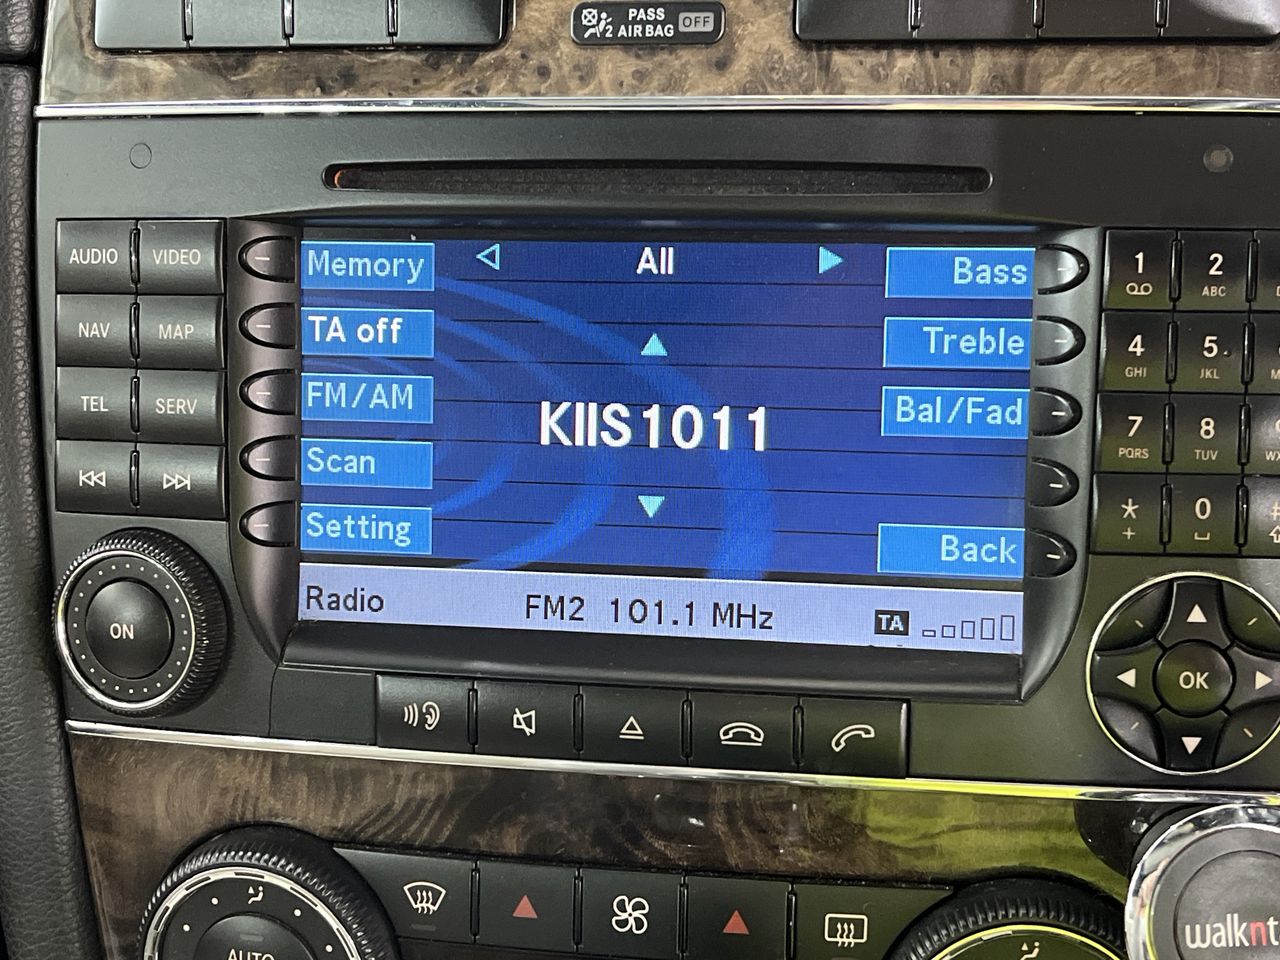 PASS
2 AIR BAG OFF
AUDIO VIDEO
NAV MAP
TEL SERV
ON
Memory
TA off
FM/AM
Scan
Setting
All
KIIS1011
Bass
Treble
Bal/Fad
Back
Radio FM2 101.1 MHz TA
1 2
ABC
4 5
GHI JKL
7 8
PQRS TUV
* 0 #
+
OK
AUTO